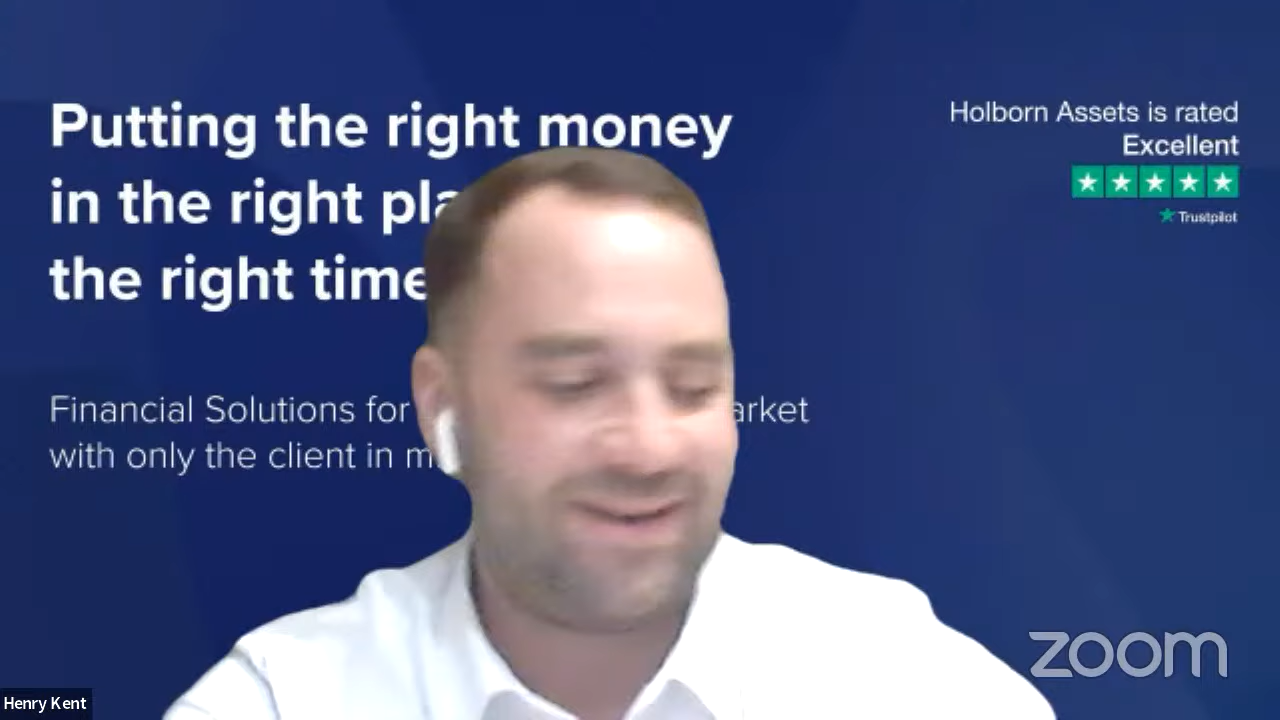 Putting the right money
in the right pla
the right time
Financial Solutions for
arket
with only the client in m
Holborn Assets is rated
Excellent
Trustpilot
zoom
Henry Kent